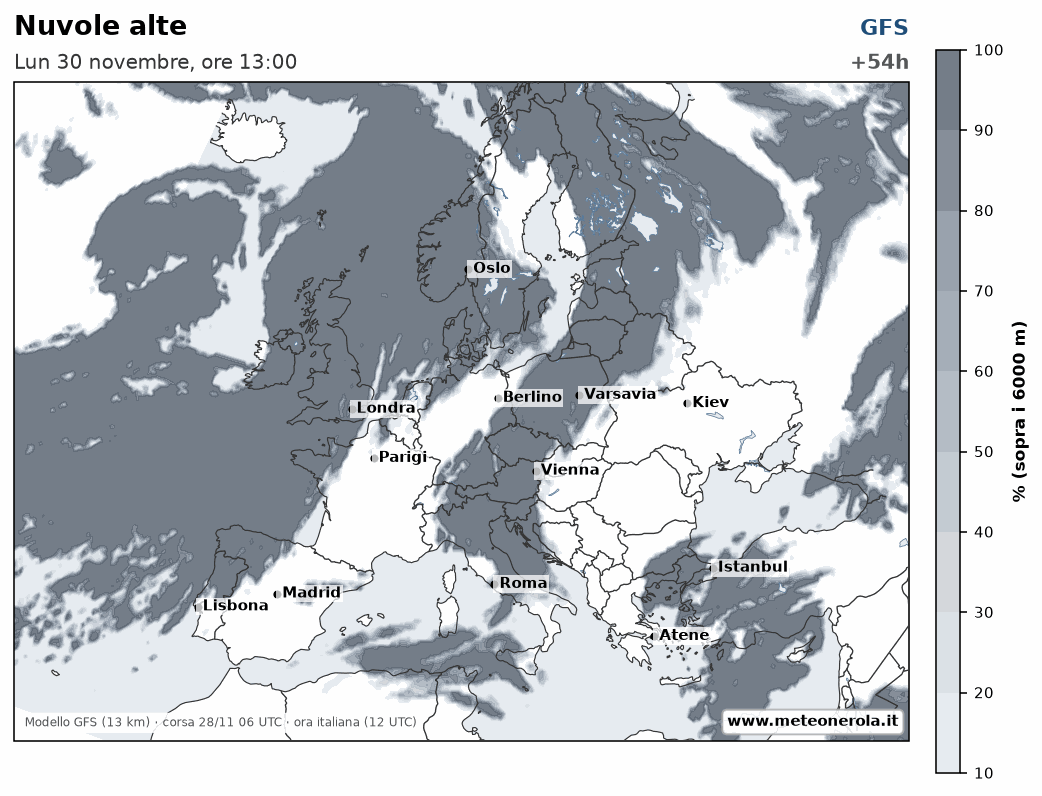 Nuvole alte
GFS
Lun 30 novembre, ore 13:00
+54h
100
90
80
70
60
50
40
30
20
10
% (sopra i 6000 m)
Oslo
Berlino
Varsavia
Kiev
Londra
Parigi
Vienna
Istanbul
Roma
Madrid
Lisbona
Atene
Modello GFS (13 km) · corsa 28/11 06 UTC · ora italiana (12 UTC)
www.meteonerola.it